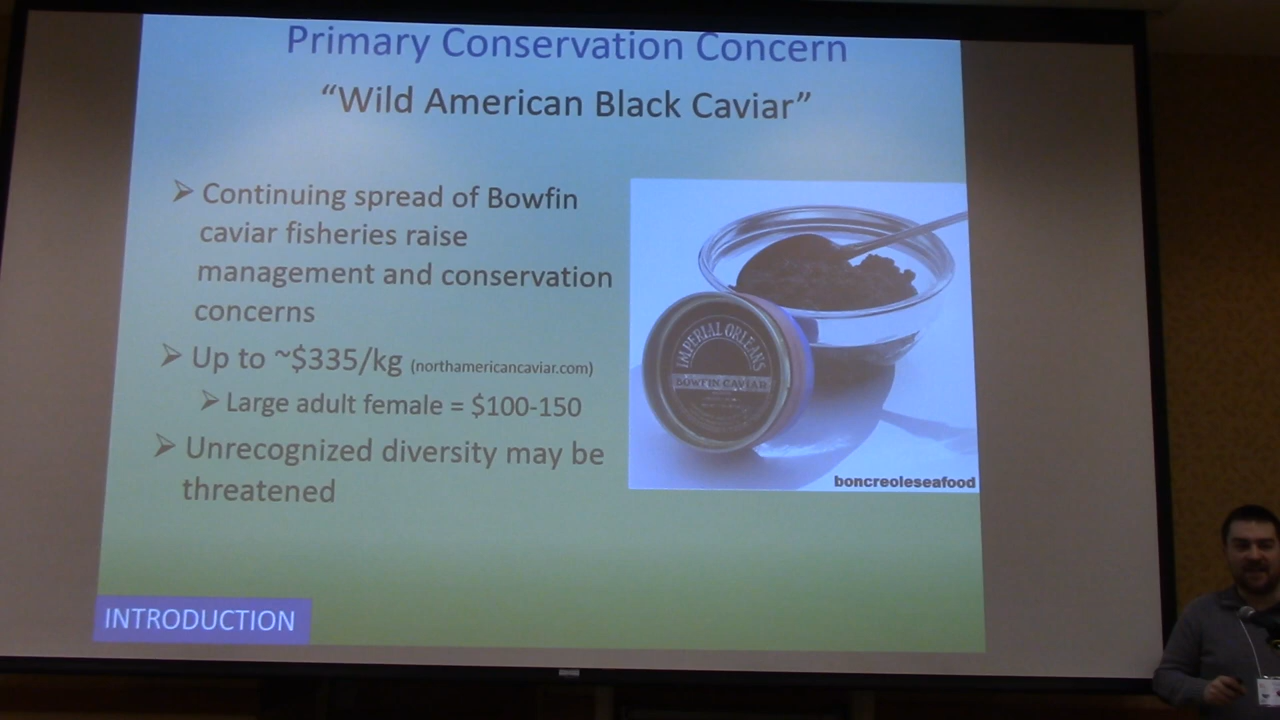 Primary Conservation Concern
“Wild American Black Caviar”
Continuing spread of Bowfin
caviar fisheries raise
management and conservation
concerns
Up to ~$335/kg (northamericancaviar.com)
Large adult female = $100-150
Unrecognized diversity may be
threatened
IMPERIAL ORLEANS
BOWFIN CAVIAR
boncreoleseafood
INTRODUCTION